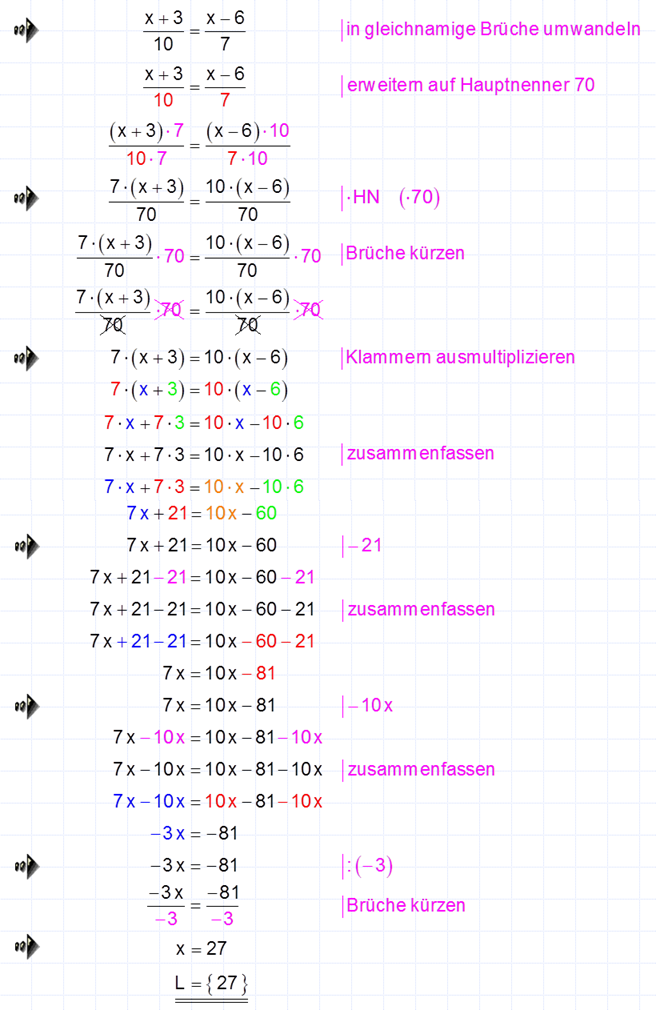 (x+3)/10 = (x−6)/7 |in gleichnamige Brüche umwandeln
(x+3)/10 = (x−6)/7 |erweitern auf Hauptnenner 70
((x+3)·7)/(10·7) = ((x−6)·10)/(7·10)
(7·(x+3))/70 = (10·(x−6))/70 |·HN (·70)
(7·(x+3))/70 ·70 = (10·(x−6))/70 ·70 |Brüche kürzen
(7·(x+3))/70 ·70 = (10·(x−6))/70 ·70
7·(x+3) = 10·(x−6) |Klammern ausmultiplizieren
7·(x+3) = 10·(x−6)
7·x+7·3 = 10·x−10·6
7·x+7·3 = 10·x−10·6 |zusammenfassen
7·x+7·3 = 10·x−10·6
7x+21 = 10x−60
7x+21 = 10x−60 |−21
7x+21−21 = 10x−60−21
7x+21−21 = 10x−60−21 |zusammenfassen
7x+21−21 = 10x−60−21
7x = 10x−81
7x = 10x−81 |−10x
7x−10x = 10x−81−10x
7x−10x = 10x−81−10x |zusammenfassen
7x−10x = 10x−81−10x
−3x = −81
−3x = −81 |:(−3)
(−3x)/(−3) = (−81)/(−3) |Brüche kürzen
x = 27
L = {27}